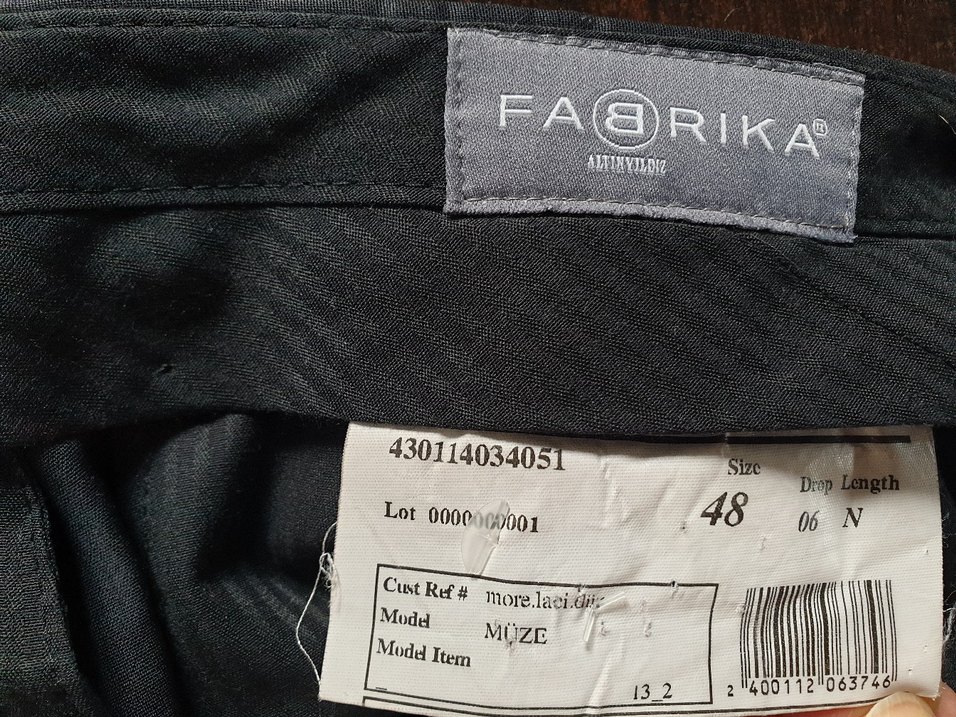 FABRIKA®
ALTINYILDIZ
430114034051
Size Drop Length
48 06 N
Lot 0000000001
Cust Ref #
Model MÜZE
Model Item
13_2
2 400112 063746